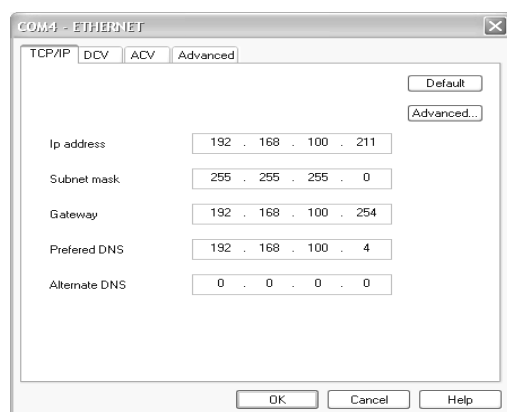 COM4 - ETHERNET
TCP/IP DCV ACV Advanced
Default
Advanced...
Ip address 192 . 168 . 100 . 211
Subnet mask 255 . 255 . 255 . 0
Gateway 192 . 168 . 100 . 254
Prefered DNS 192 . 168 . 100 . 4
Alternate DNS 0 . 0 . 0 . 0
OK Cancel Help